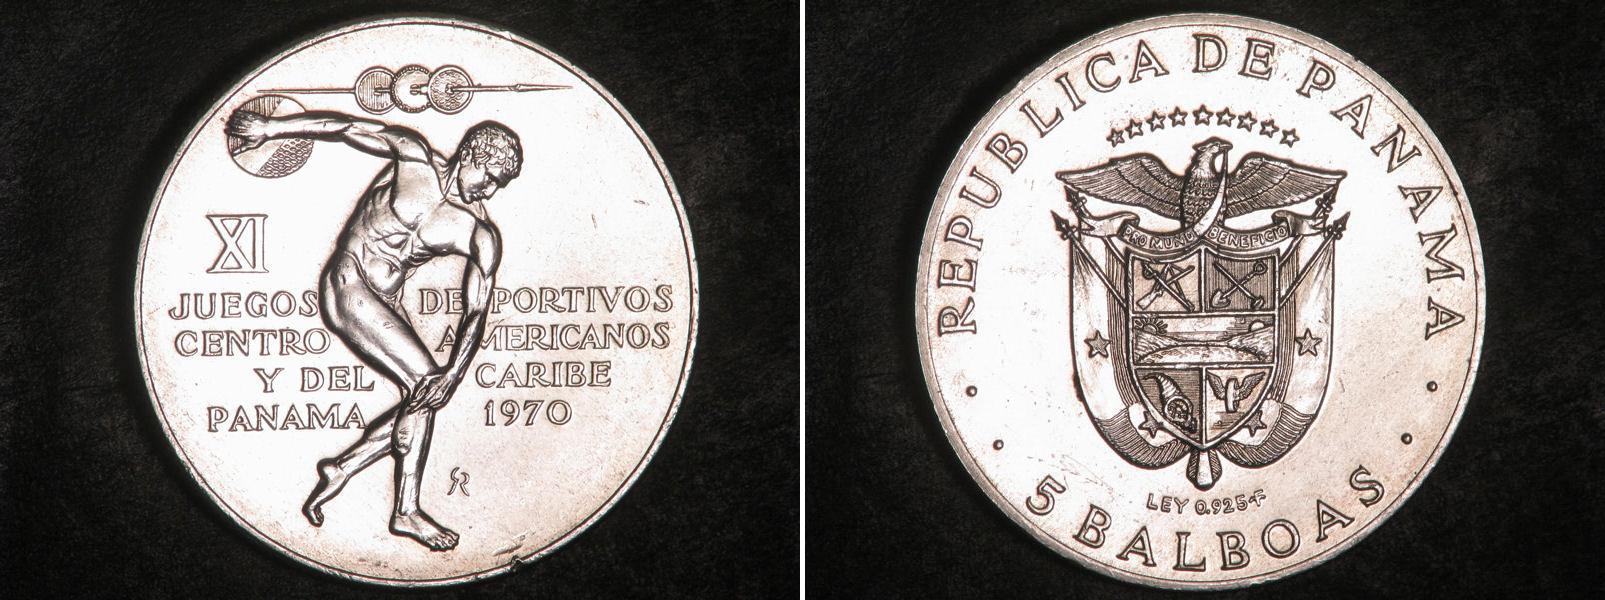 XI
JUEGOS DEPORTIVOS
CENTRO AMERICANOS
Y DEL CARIBE
PANAMA 1970
SR
REPUBLICA DE PANAMA
PRO MUNDI BENEFICIO
LEY 0.925 F
5 BALBOAS